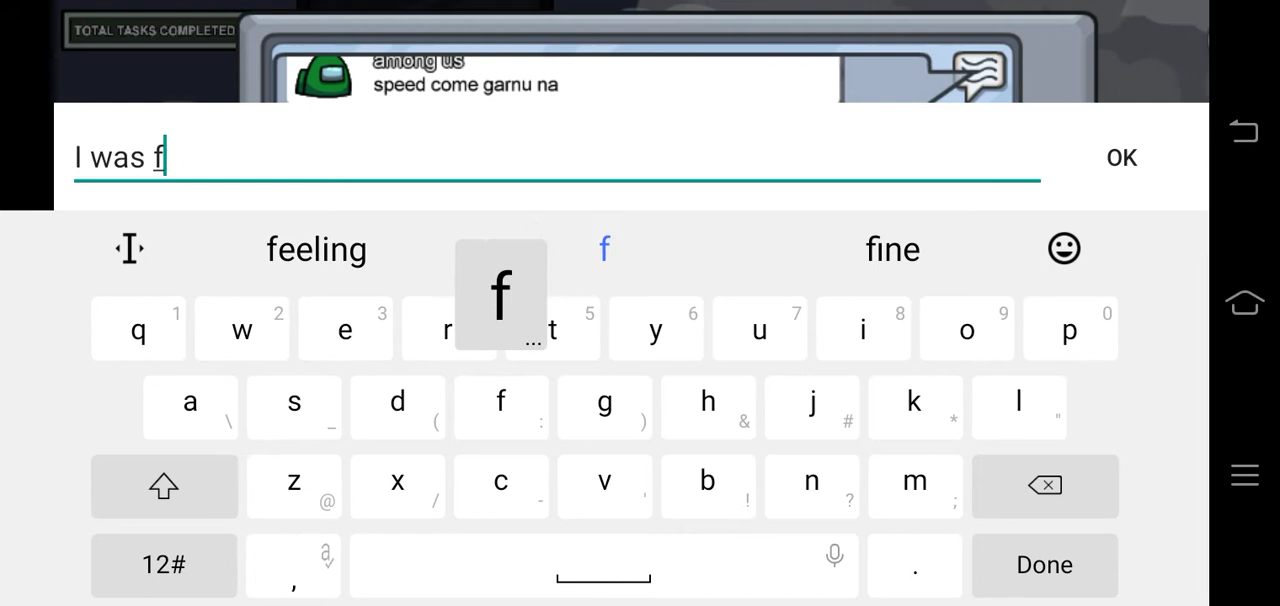 TOTAL TASKS COMPLETED
among us
speed come garnu na
I was f
OK
feeling
f
fine
f
...
q 1 w 2 e 3 r t 5 y 6 u 7 i 8 o 9 p 0
a \ s _ d ( f : g ) h & j # k * l "
z @ x / c - v ' b ! n ? m ;
12# , a . Done